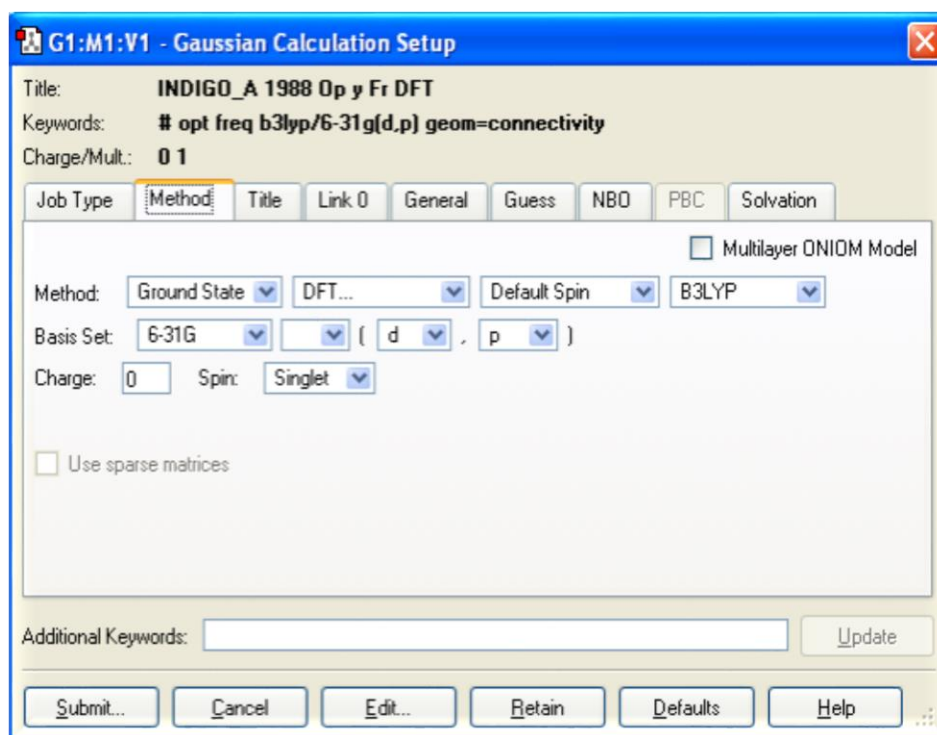 G1:M1:V1 - Gaussian Calculation Setup
Title: INDIGO_A 1988 Op y Fr DFT
Keywords: # opt freq b3lyp/6-31g(d,p) geom=connectivity
Charge/Mult.: 0 1
Job Type Method Title Link 0 General Guess NBO PBC Solvation
Multilayer ONIOM Model
Method: Ground State DFT... Default Spin B3LYP
Basis Set: 6-31G ( d , p )
Charge: 0 Spin: Singlet
Use sparse matrices
Additional Keywords: Update
Submit... Cancel Edit... Retain Defaults Help